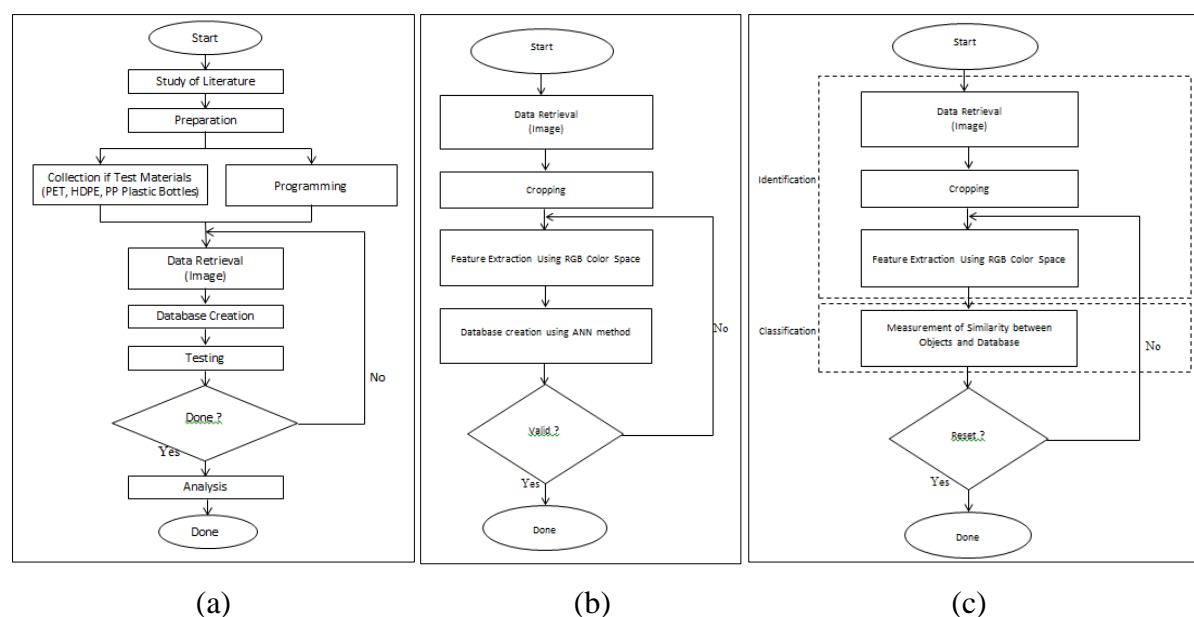 Start
Study of Literature
Preparation
Collection if Test Materials
(PET, HDPE, PP Plastic Bottles)
Programming
Data Retrieval
(Image)
Database Creation
Testing
No
Done ?
Yes
Analysis
Done
(a)
Start
Data Retrieval
(Image)
Cropping
Feature Extraction Using RGB Color Space
Database creation using ANN method
No
Valid ?
Yes
Done
(b)
Start
Data Retrieval
(Image)
Identification
Cropping
Feature Extraction Using RGB Color Space
Classification
Measurement of Similarity between
Objects and Database
No
Reset ?
Yes
Done
(c)